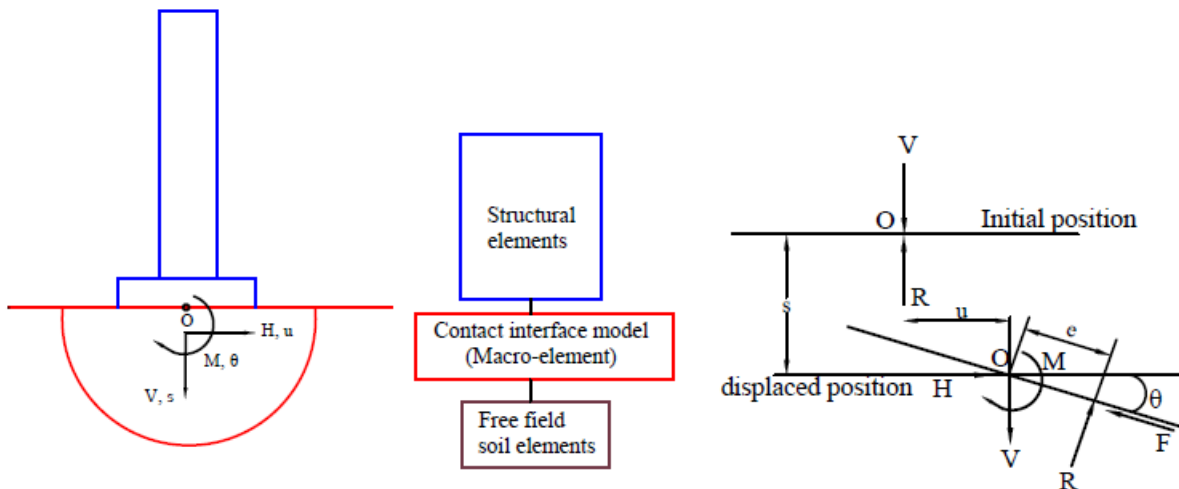 O
H, u
M, θ
V, s
Structural
elements
Contact interface model
(Macro-element)
Free field
soil elements
V
O
Initial position
R
s
u
e
O
M
displaced position
H
θ
F
V
R